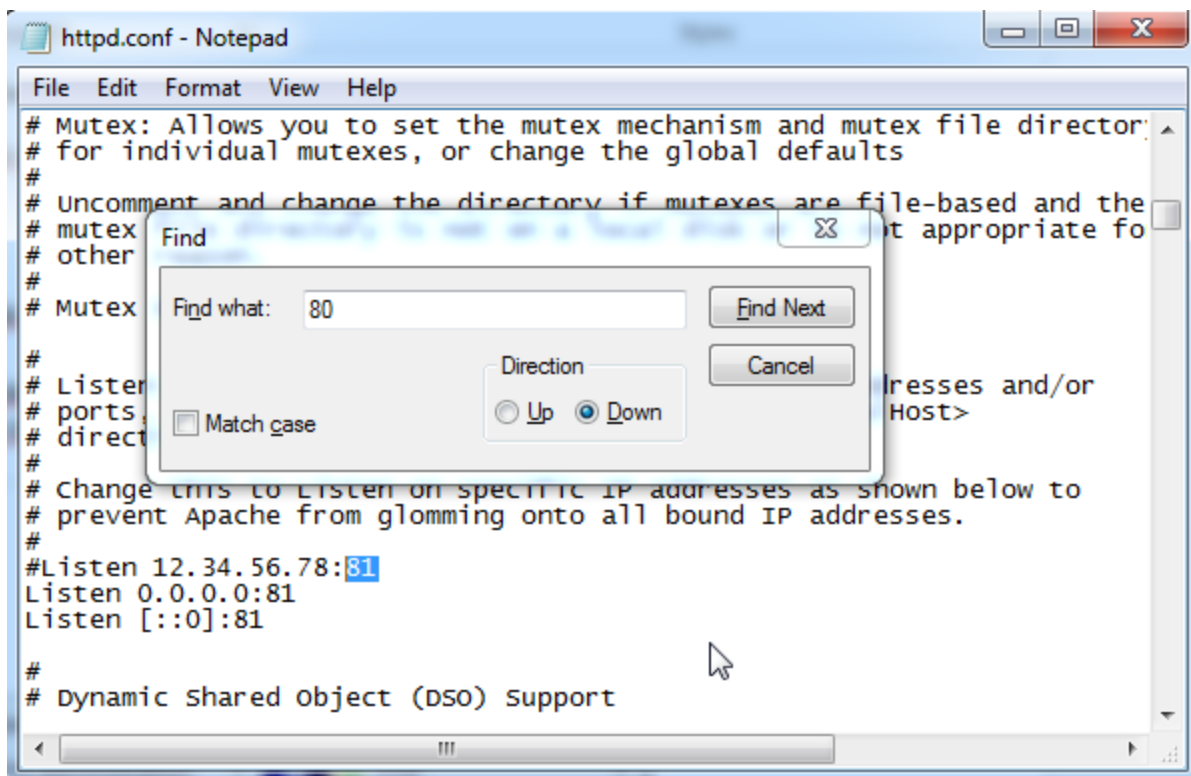 httpd.conf - Notepad
File Edit Format View Help
# Mutex: Allows you to set the mutex mechanism and mutex file director
# for individual mutexes, or change the global defaults
#
# Uncomment and change the directory if mutexes are file-based and the
# mutex ot appropriate fo
# other
#
# Mutex
Find
Find what: 80
Find Next
Direction
Cancel
Up Down
Match case
#
# Listen resses and/or
# ports, Host>
# direct
#
# Change this to Listen on specific IP addresses as shown below to
# prevent Apache from glomming onto all bound IP addresses.
#
#Listen 12.34.56.78:81
Listen 0.0.0.0:81
Listen [::0]:81
#
# Dynamic Shared Object (DSO) Support